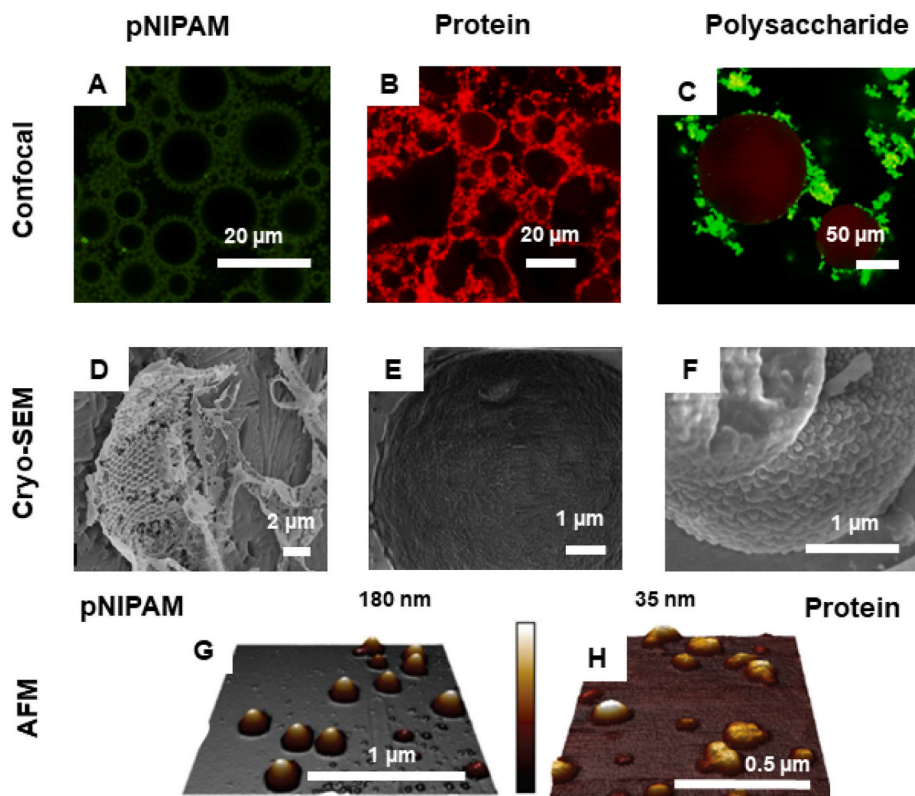 pNIPAM Protein Polysaccharide
Confocal
A B C
20 µm 20 µm 50 µm
Cryo-SEM
D E F
2 µm 1 µm 1 µm
pNIPAM 180 nm 35 nm Protein
AFM
G H
1 µm 0.5 µm